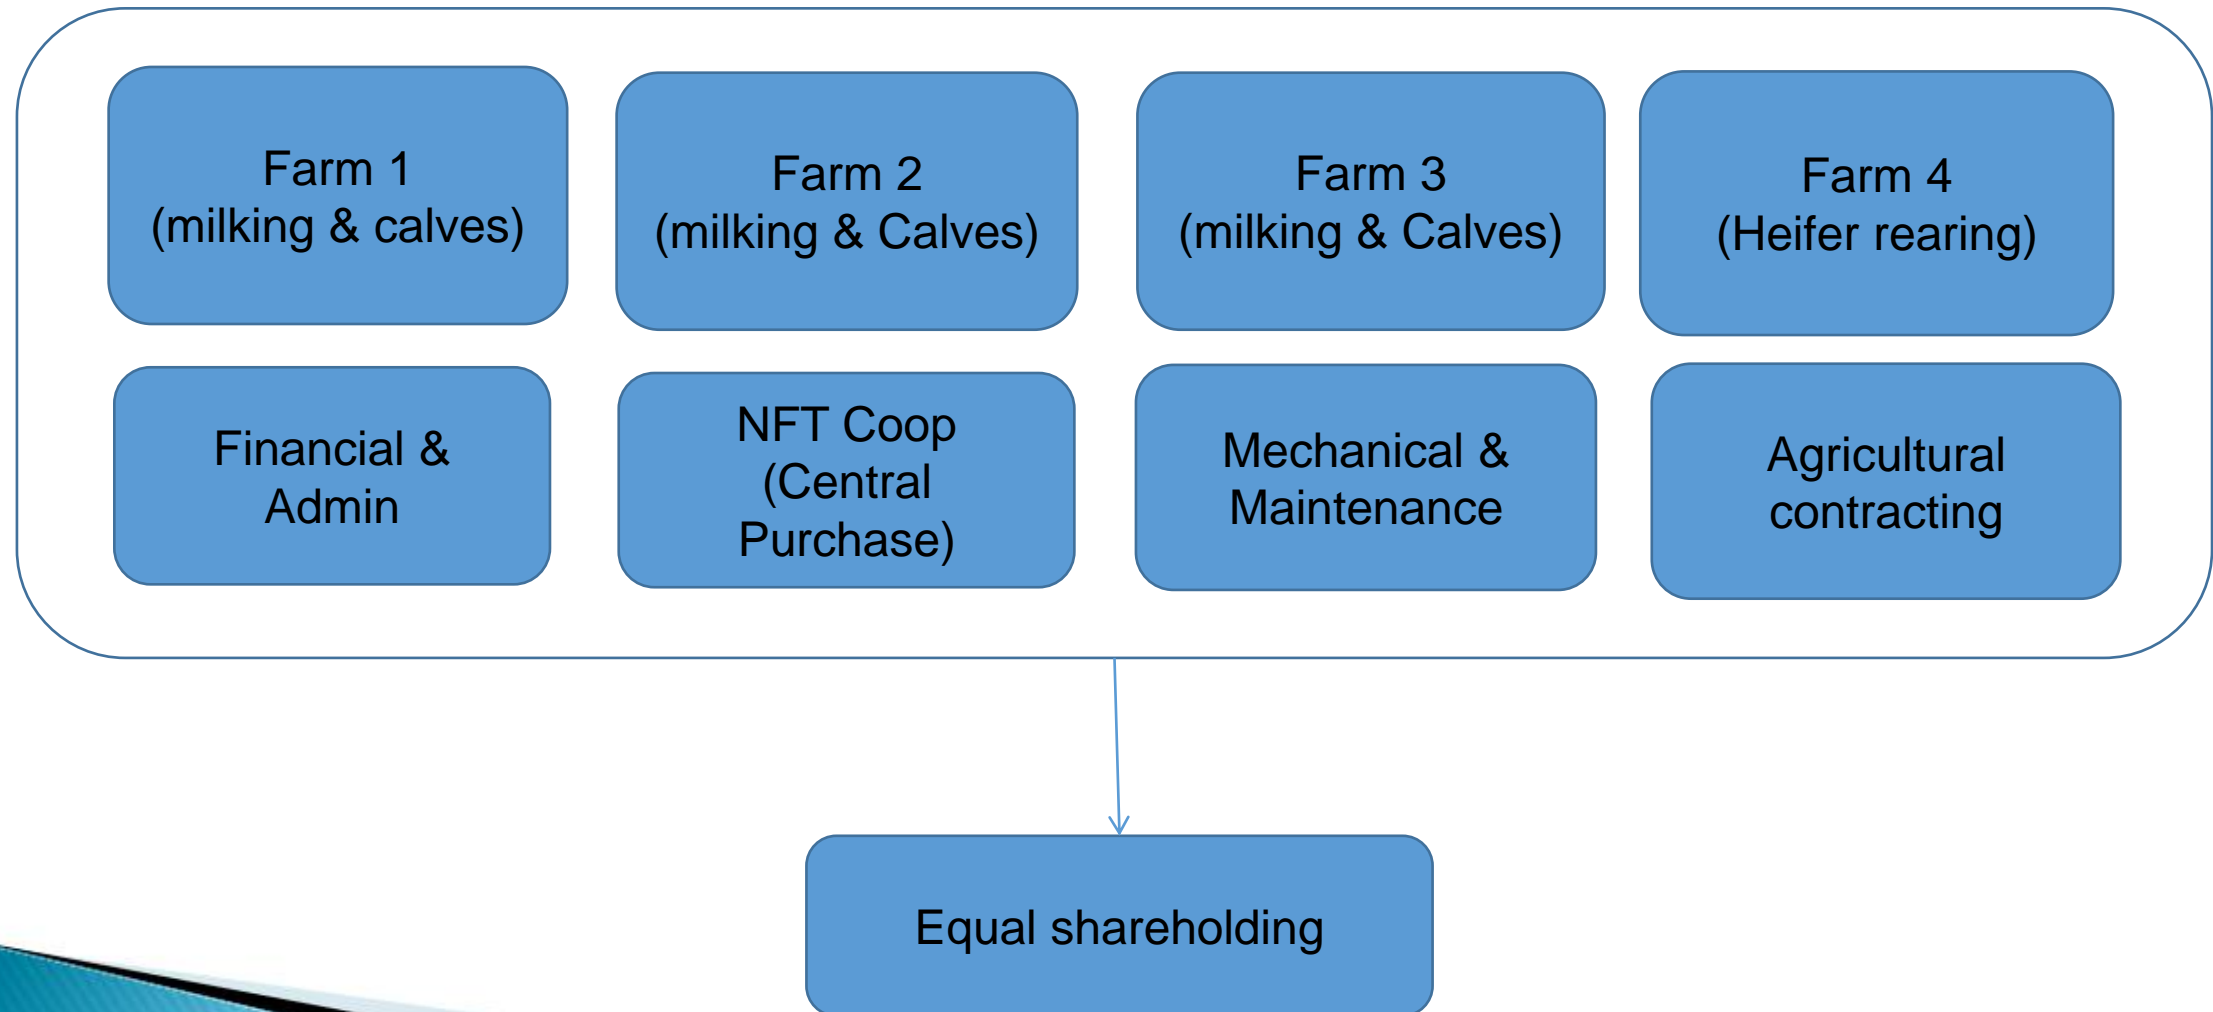 Farm 1
(milking & calves)
Farm 2
(milking & Calves)
Farm 3
(milking & Calves)
Farm 4
(Heifer rearing)
Financial &
Admin
NFT Coop
(Central
Purchase)
Mechanical &
Maintenance
Agricultural
contracting
Equal shareholding